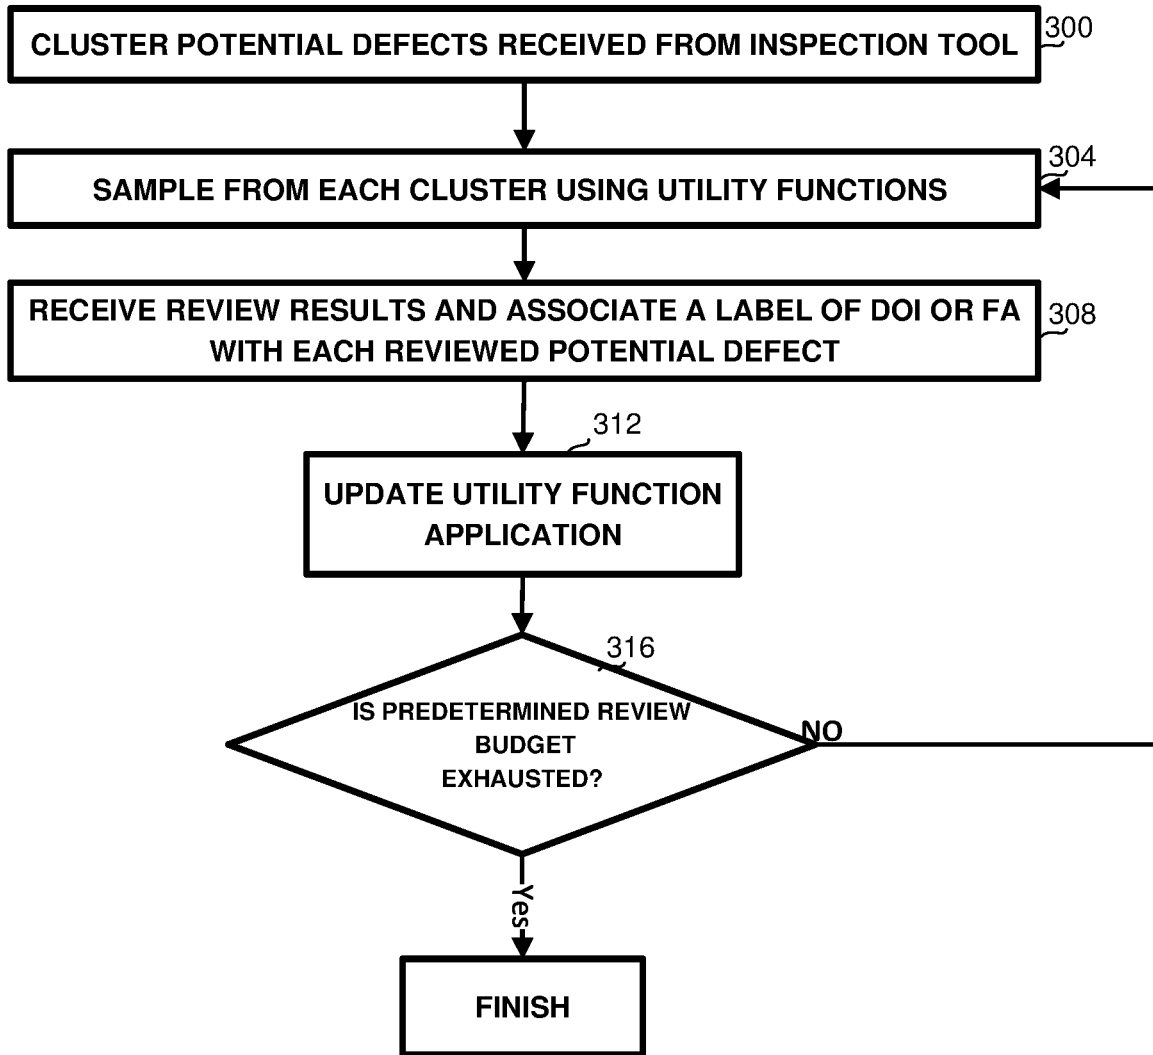 CLUSTER POTENTIAL DEFECTS RECEIVED FROM INSPECTION TOOL
300
SAMPLE FROM EACH CLUSTER USING UTILITY FUNCTIONS
304
RECEIVE REVIEW RESULTS AND ASSOCIATE A LABEL OF DOI OR FA
WITH EACH REVIEWED POTENTIAL DEFECT
308
312
UPDATE UTILITY FUNCTION
APPLICATION
316
IS PREDETERMINED REVIEW
BUDGET
EXHAUSTED?
NO
Yes
FINISH